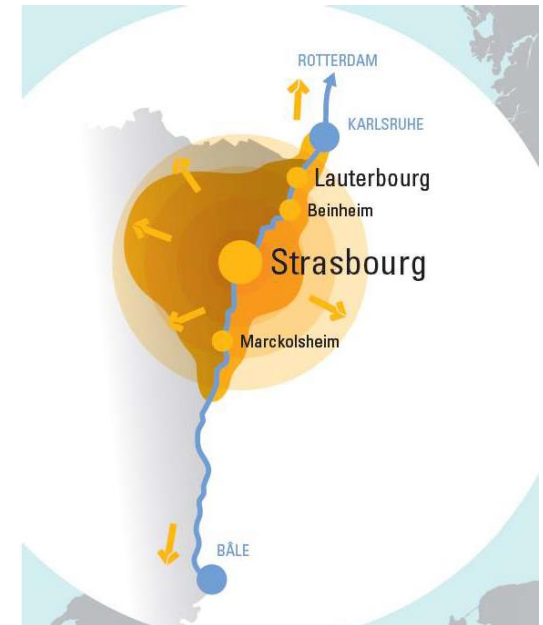 ROTTERDAM
KARLSRUHE
Lauterbourg
Beinheim
Strasbourg
Marckolsheim
BÂLE